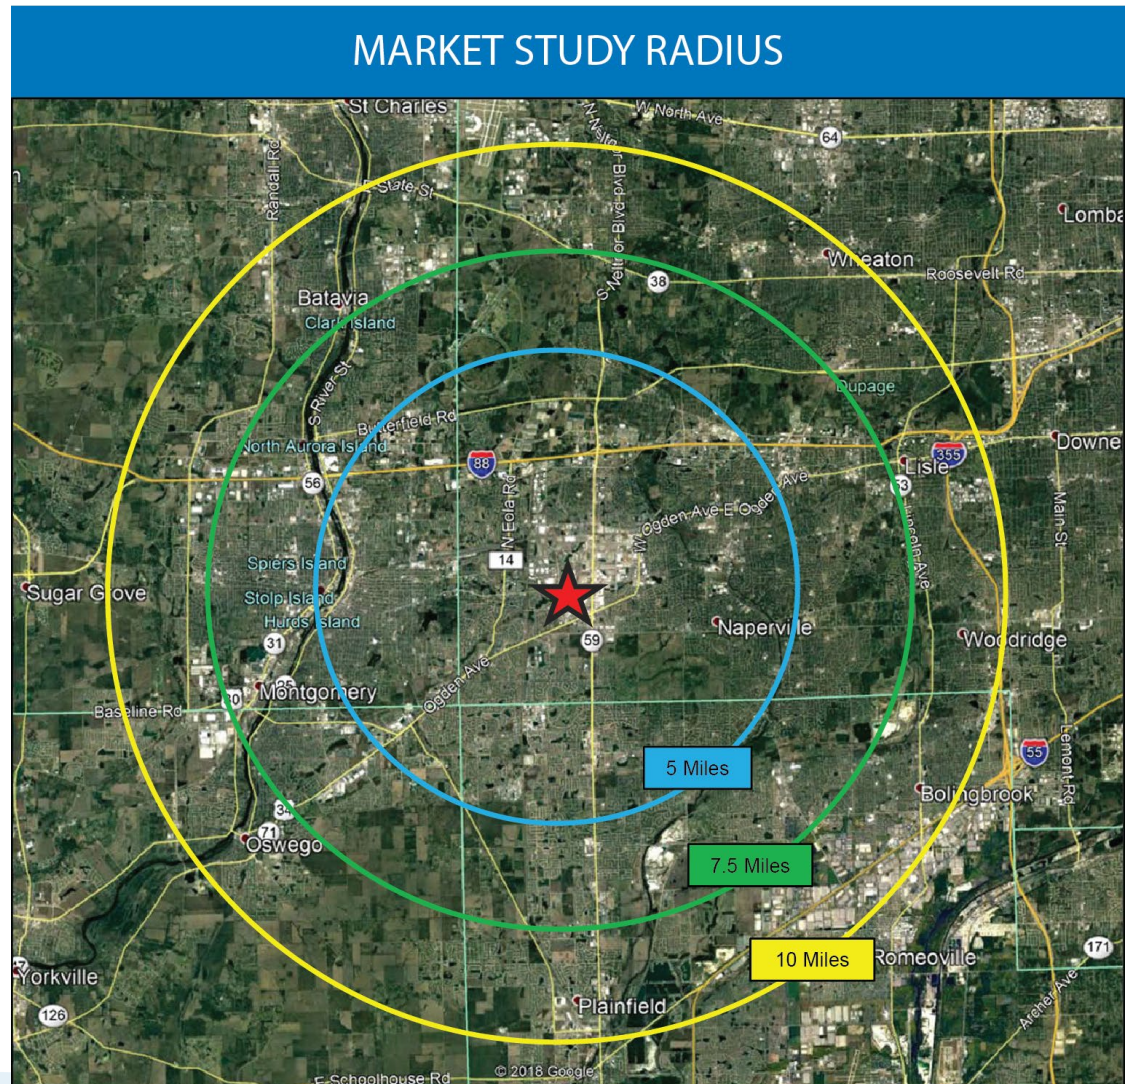 MARKET STUDY RADIUS
St Charles
W North Ave
64
Randall Rd
E State St
Lomba
Wheaton
Roosevelt Rd
38
Batavia
Clark Island
S River St
Dupage
Butterfield Rd
North Aurora Island
Downe
88
355
Lisle
56
53
N Eola Rd
W Ogden Ave E Ogden Ave
Main St
Lincoln Ave
14
Spiers Island
Sugar Grove
Stolp Island
Hurds Island
Naperville
59
31
Woodridge
Montgomery
Ogden Ave
Baseline Rd
Lemont Rd
55
5 Miles
Bolingbrook
34
71
Oswego
7.5 Miles
10 Miles
Romeoville
171
Yorkville
Archer Ave
Plainfield
126
© 2018 Google
E Schoolhouse Rd